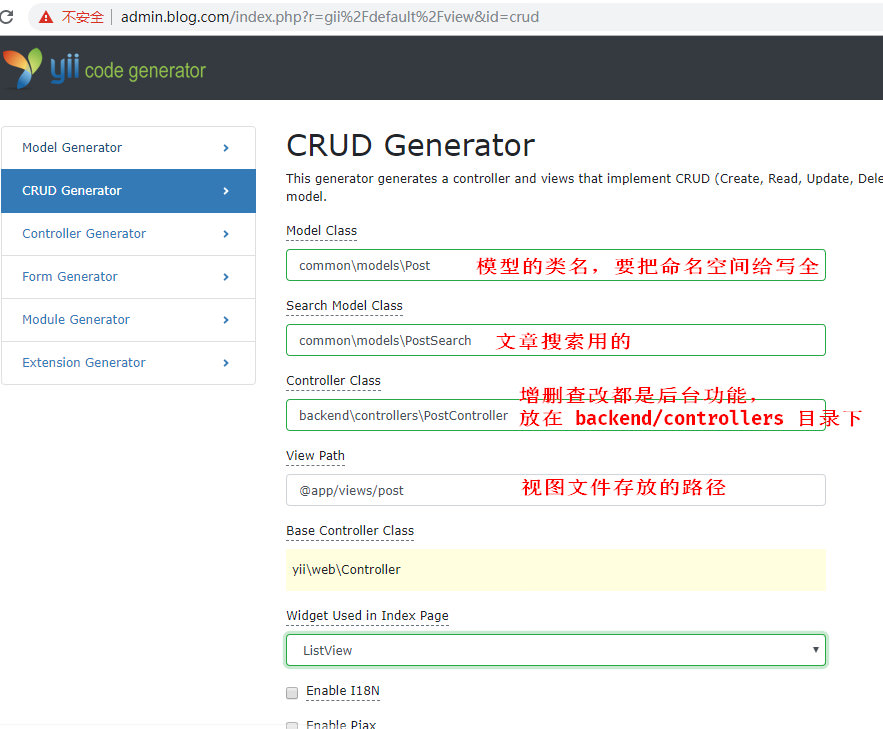 不安全 admin.blog.com/index.php?r=gii%2Fdefault%2Fview&id=crud
yii code generator
Model Generator
CRUD Generator
Controller Generator
Form Generator
Module Generator
Extension Generator
CRUD Generator
This generator generates a controller and views that implement CRUD (Create, Read, Update, Dele
model.
Model Class
common\models\Post 模型的类名，要把命名空间给写全
Search Model Class
common\models\PostSearch 文章搜索用的
Controller Class
增删查改都是后台功能，
backend\controllers\PostController 放在 backend/controllers 目录下
View Path
@app/views/post 视图文件存放的路径
Base Controller Class
yii\web\Controller
Widget Used in Index Page
ListView
Enable I18N
Enable Pjax